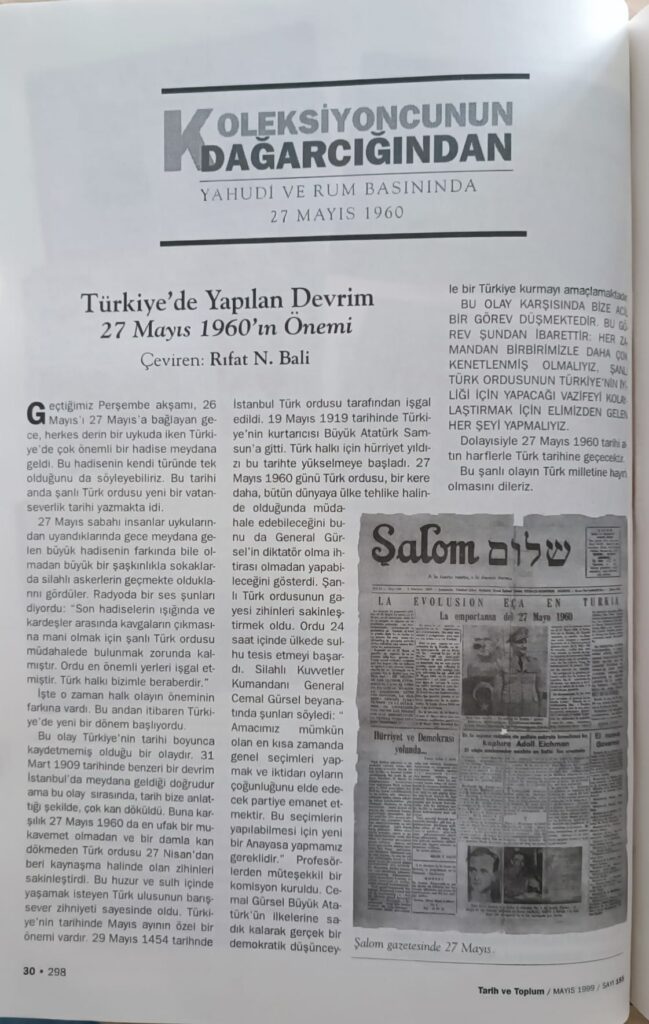 KOLEKSİYONCUNUN
DAĞARCIĞINDAN
YAHUDİ VE RUM BASININDA
27 MAYIS 1960
Türkiye'de Yapılan Devrim
27 Mayıs 1960'ın Önemi
Çeviren: Rıfat N. Bali
Geçtiğimiz Perşembe akşamı, 26
Mayıs'ı 27 Mayıs'a bağlayan ge-
ce, herkes derin bir uykuda iken Türki-
ye'de çok önemli bir hadise meydana
geldi. Bu hadisenin kendi türünde tek
olduğunu da söyleyebiliriz. Bu tarihi
anda şanlı Türk ordusu yeni bir vatan-
severlik tarihi yazmakta idi.
27 Mayıs sabahı insanlar uykuların-
dan uyandıklarında gece meydana ge-
len büyük hadisenin farkında bile ol-
madan büyük bir şaşkınlıkla sokaklar-
da silahlı askerlerin geçmekte oldukla-
rını gördüler. Radyoda bir ses şunları
diyordu: "Son hadiselerin ışığında ve
kardeşler arasında kavgaların çıkması-
na mani olmak için şanlı Türk ordusu
müdahalede bulunmak zorunda kal-
mıştır. Ordu en önemli yerleri işgal et-
miştir. Türk halkı bizimle beraberdir."
İşte o zaman halk olayın öneminin
farkına vardı. Bu andan itibaren Türki-
ye'de yeni bir dönem başlıyordu.
Bu olay Türkiye'nin tarihi boyunca
kaydetmemiş olduğu bir olaydır. 31
Mart 1909 tarihinde benzeri bir devrim
İstanbul'da meydana geldiği doğrudur
ama bu olay sırasında, tarih bize anlat-
tığı şekilde, çok kan döküldü. Buna kar-
şılık 27 Mayıs 1960 da en ufak bir mu-
kavemet olmadan ve bir damla kan
dökmeden Türk ordusu 27 Nisan'dan
beri kaynaşma halinde olan zihinleri
sakinleştirdi. Bu huzur ve sulh içinde
yaşamak isteyen Türk ulusunun barış-
sever zihniyeti sayesinde oldu. Türki-
ye'nin tarihinde Mayıs ayının özel bir
önemi vardır. 29 Mayıs 1454 tarihnde
İstanbul Türk ordusu tarafından işgal
edildi. 19 Mayıs 1919 tarihinde Türki-
ye'nin kurtarıcısı Büyük Atatürk Sam-
sun'a gitti. Türk halkı için hürriyet yıldı-
zı bu tarihte yükselmeye başladı. 27
Mayıs 1960 günü Türk ordusu, bir kere
daha, bütün dünyaya ülke tehlike halin-
de olduğunda müda-
hale edebileceğini bu-
nu da General Gür-
sel'in diktatör olma ih-
tirası olmadan yapabi-
leceğini gösterdi. Şan-
lı Türk ordusunun ga-
yesi zihinleri sakinleş-
tirmek oldu. Ordu 24
saat içinde ülkede sul-
hu tesis etmeyi başar-
dı. Silahlı Kuvvetler
Kumandanı General
Cemal Gürsel beyana-
tında şunları söyledi: "
Amacımız mümkün
olan en kısa zamanda
genel seçimleri yap-
mak ve iktidarı oyların
çoğunluğunu elde ede-
cek partiye emanet et-
mektir. Bu seçimlerin
yapılabilmesi için yeni
bir Anayasa yapmamız
gereklidir." Profesör-
lerden müteşekkil bir
komisyon kuruldu. Ce-
mal Gürsel Büyük Ata-
türk'ün ilkelerine sa-
dık kalarak gerçek bir
demokratik düşüncey-
le bir Türkiye kurmayı amaçlamaktadır.
BU OLAY KARŞISINDA BİZE ACİL
BİR GÖREV DÜŞMEKTEDİR. BU GÖ-
REV ŞUNDAN İBARETTİR: HER ZA-
MANDAN BİRBİRİMİZLE DAHA ÇOK
KENETLENMİŞ OLMALIYIZ, ŞANLI
TÜRK ORDUSUNUN TÜRKİYE'NİN İYİ-
LİĞİ İÇİN YAPACAĞI VAZİFEYİ KOLAY-
LAŞTIRMAK İÇİN ELİMİZDEN GELEN
HER ŞEYİ YAPMALIYIZ.
Dolayisiyle 27 Mayıs 1960 tarihi al-
tın harflerle Türk tarihine geçecektir.
Bu şanlı olayın Türk milletine hayırlı
olmasını dileriz.
Şalom שלום
LA EVOLUSION EÇA EN TURKIA
La emportansa del 27 Mayo 1960
Hürriyet ve Demokrasi
yolunda...
Kaptura Adolf Eichman
Şalom gazetesinde 27 Mayıs.
30 • 298
Tarih ve Toplum / MAYIS 1999 / SAYI 185